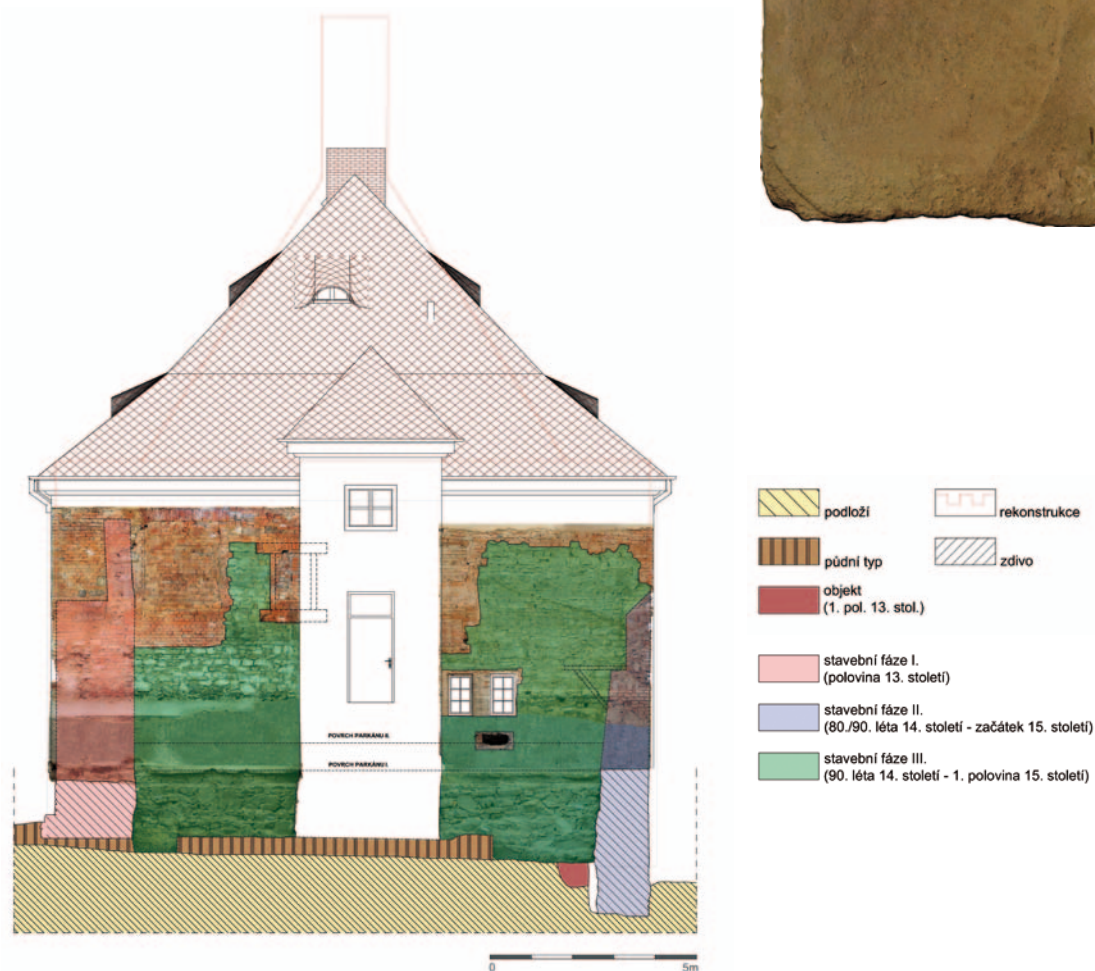 POVRCH PARKÁNU II.
POVRCH PARKÁNU I.
podloží
půdní typ
objekt
(1. pol. 13. stol.)
rekonstrukce
zdivo
stavební fáze I.
(polovina 13. století)
stavební fáze II.
(80./90. léta 14. století - začátek 15. století)
stavební fáze III.
(90. léta 14. století - 1. polovina 15. století)
0
5m